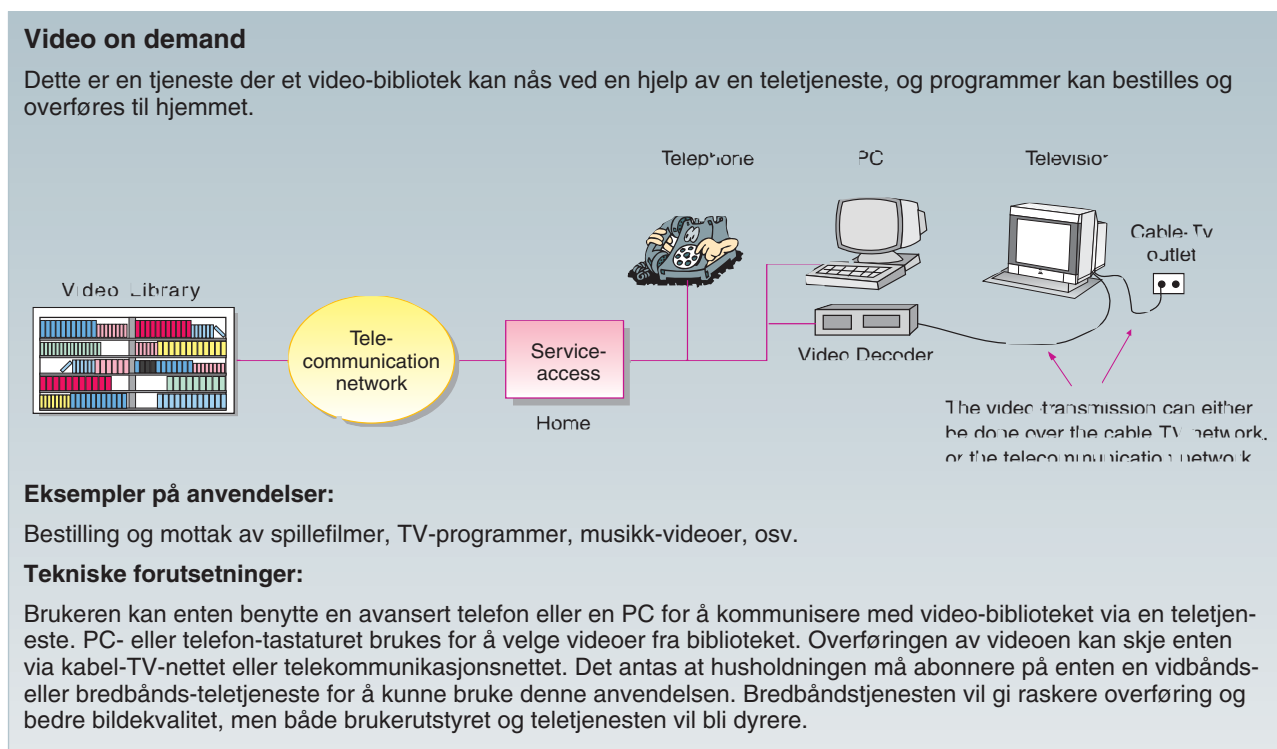 Video on demand
Dette er en tjeneste der et video-bibliotek kan nås ved en hjelp av en teletjeneste, og programmer kan bestilles og
overføres til hjemmet.
Telephone
PC
Television
Cable-Tv
outlet
Video Library
Tele-
communication
network
Service-
access
Home
Video Decoder
The video transmission can either
be done over the cable TV network,
or the telecommunication network
Eksempler på anvendelser:
Bestilling og mottak av spillefilmer, TV-programmer, musikk-videoer, osv.
Tekniske forutsetninger:
Brukeren kan enten benytte en avansert telefon eller en PC for å kommunisere med video-biblioteket via en teletjen-
este. PC- eller telefon-tastaturet brukes for å velge videoer fra biblioteket. Overføringen av videoen kan skje enten
via kabel-TV-nettet eller telekommunikasjonsnettet. Det antas at husholdningen må abonnere på enten en vidbånds-
eller bredbånds-teletjeneste for å kunne bruke denne anvendelsen. Bredbåndstjenesten vil gi raskere overføring og
bedre bildekvalitet, men både brukerutstyret og teletjenesten vil bli dyrere.